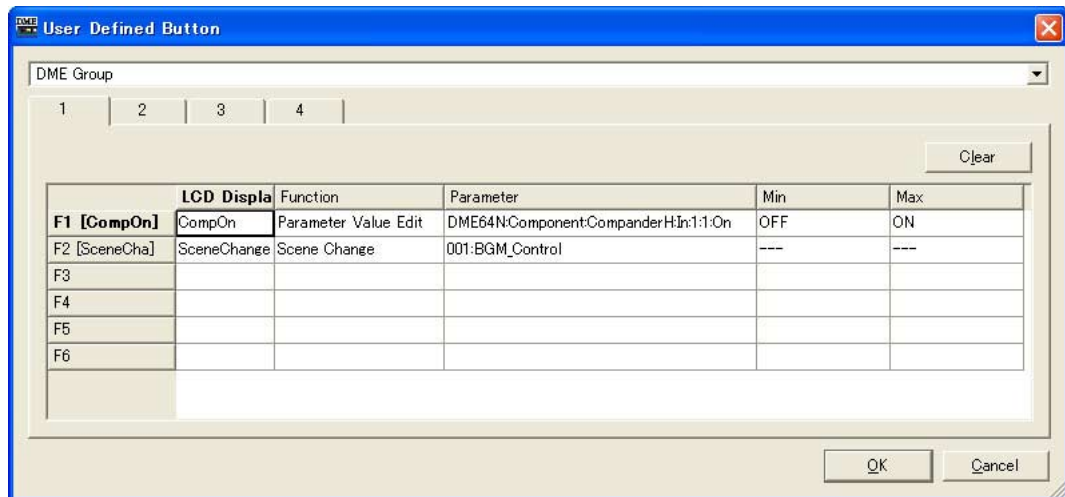 User Defined Button
DME Group
1 2 3 4
Clear
LCD Displa Function Parameter Min Max
F1 [CompOn] CompOn Parameter Value Edit DME64N:Component:CompanderH:In:1:1:On OFF ON
F2 [SceneCha] SceneChange Scene Change 001:BGM_Control --- ---
F3
F4
F5
F6
OK Cancel